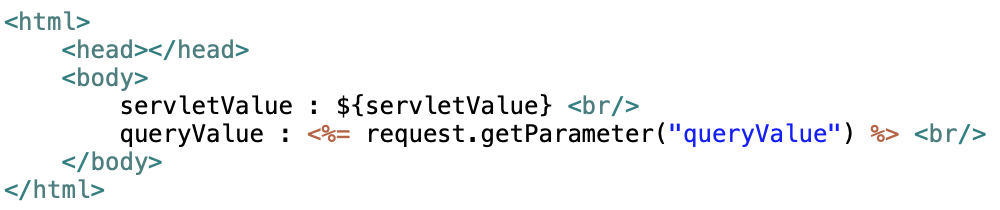 <html>
    <head></head>
    <body>
        servletValue : ${servletValue} <br/>
        queryValue : <%= request.getParameter("queryValue") %> <br/>
    </body>
</html>